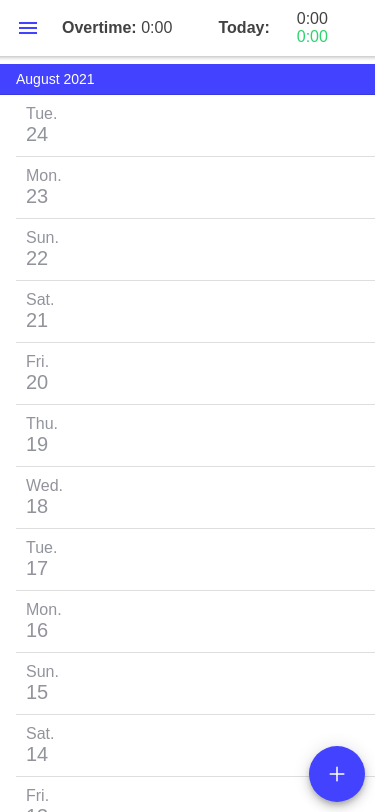 Overtime: 0:00 Today: 0:00
0:00
August 2021
Tue.
24
Mon.
23
Sun.
22
Sat.
21
Fri.
20
Thu.
19
Wed.
18
Tue.
17
Mon.
16
Sun.
15
Sat.
14
Fri.